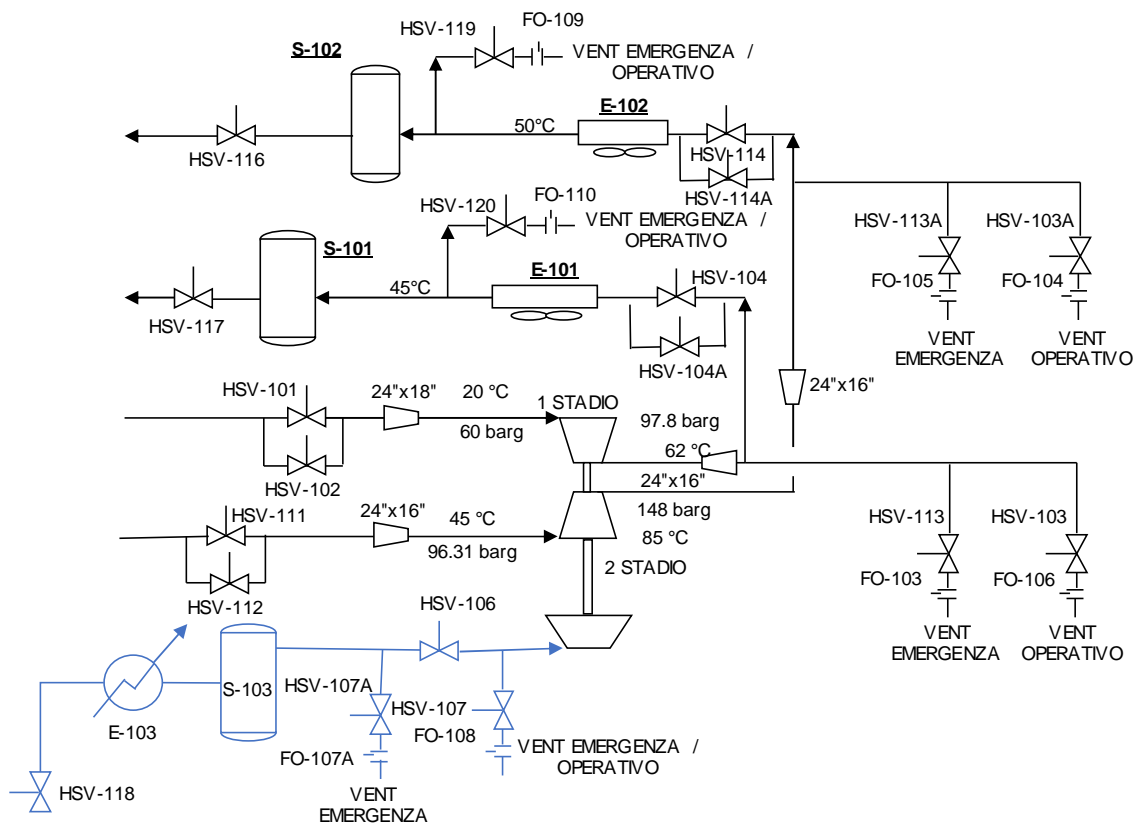 HSV-119
FO-109
S-102
VENT EMERGENZA /
OPERATIVO
E-102
50°C
HSV-116
HSV-114
HSV-114A
HSV-120
FO-110
VENT EMERGENZA /
OPERATIVO
HSV-113A
HSV-103A
S-101
E-101
HSV-104
45°C
FO-105
FO-104
HSV-117
VENT
EMERGENZA
VENT
OPERATIVO
HSV-104A
HSV-101
24"x18"
20 °C
1 STADIO
24"x16"
60 barg
97.8 barg
62 °C
HSV-102
24"x16"
HSV-111
24"x16"
45 °C
148 barg
HSV-113
HSV-103
96.31 barg
85 °C
2 STADIO
FO-103
FO-106
HSV-112
HSV-106
VENT
EMERGENZA
VENT
OPERATIVO
S-103
HSV-107A
HSV-107
E-103
FO-108
FO-107A
VENT EMERGENZA /
OPERATIVO
HSV-118
VENT
EMERGENZA